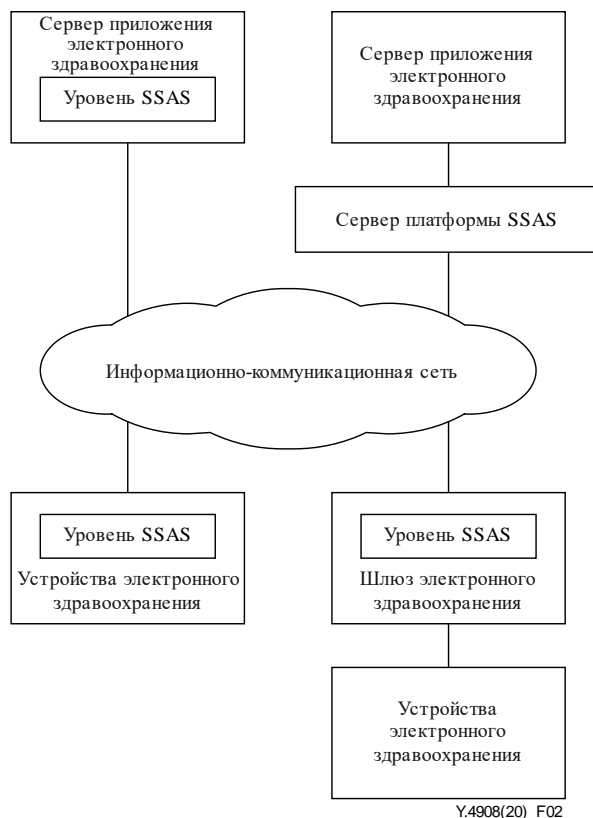 Сервер приложения
электронного
здравоохранения
Уровень SSAS
Сервер приложения
электронного
здравоохранения
Сервер платформы SSAS
Информационно-коммуникационная сеть
Уровень SSAS
Устройства электронного
здравоохранения
Уровень SSAS
Шлюз электронного
здравоохранения
Устройства
электронного
здравоохранения
Y.4908(20)_F02